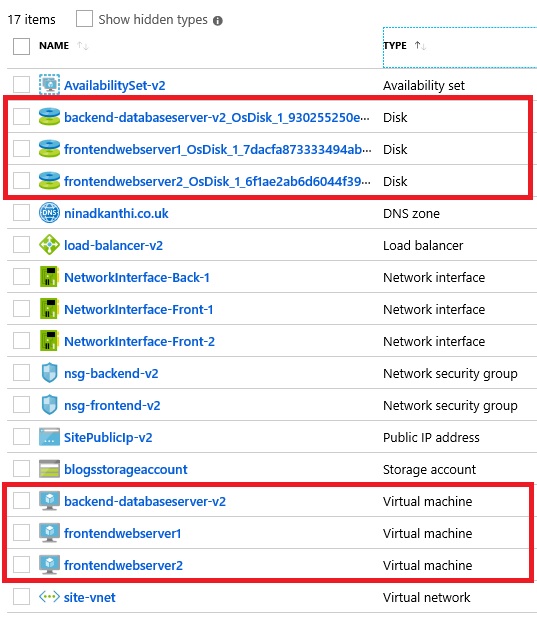 17 items Show hidden types
NAME TYPE
AvailabilitySet-v2 Availability set
backend-databaseserver-v2_OsDisk_1_930255250e··· Disk
frontendwebserver1_OsDisk_1_7dacfa873333494ab··· Disk
frontendwebserver2_OsDisk_1_6f1ae2ab6d6044f39··· Disk
DNS ninadkanthi.co.uk DNS zone
load-balancer-v2 Load balancer
NetworkInterface-Back-1 Network interface
NetworkInterface-Front-1 Network interface
NetworkInterface-Front-2 Network interface
nsg-backend-v2 Network security group
nsg-frontend-v2 Network security group
SitePublicIp-v2 Public IP address
blogsstorageaccount Storage account
backend-databaseserver-v2 Virtual machine
frontendwebserver1 Virtual machine
frontendwebserver2 Virtual machine
site-vnet Virtual network